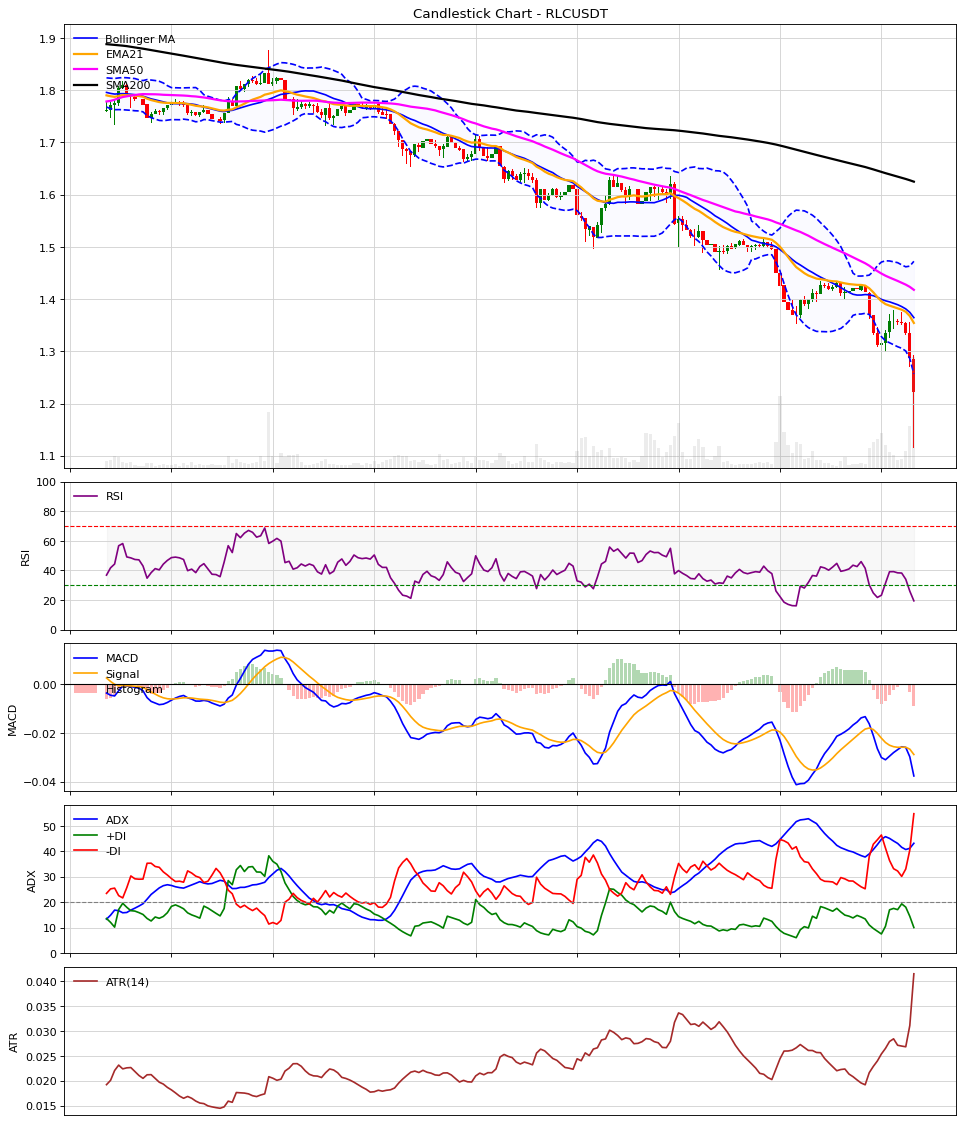 Candlestick Chart - RLCUSDT
Bollinger MA
EMA21
SMA50
SMA200
1.9
1.8
1.7
1.6
1.5
1.4
1.3
1.2
1.1
RSI
100
80
60
40
20
0
RSI
MACD
Signal
Histogram
0.00
−0.02
−0.04
MACD
ADX
+DI
-DI
50
40
30
20
10
0
ADX
ATR(14)
0.040
0.035
0.030
0.025
0.020
0.015
ATR